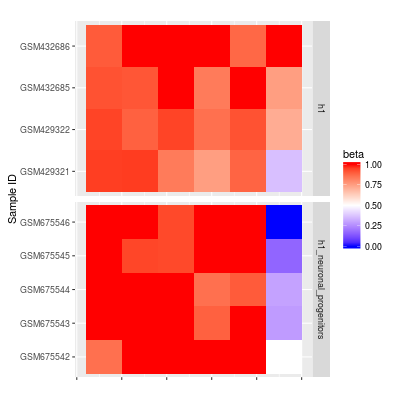 GSM432686
GSM432685
GSM429322
GSM429321
h1
GSM675546
GSM675545
GSM675544
GSM675543
GSM675542
h1_neuronal_progenitors
Sample ID
beta
1.00
0.75
0.50
0.25
0.00